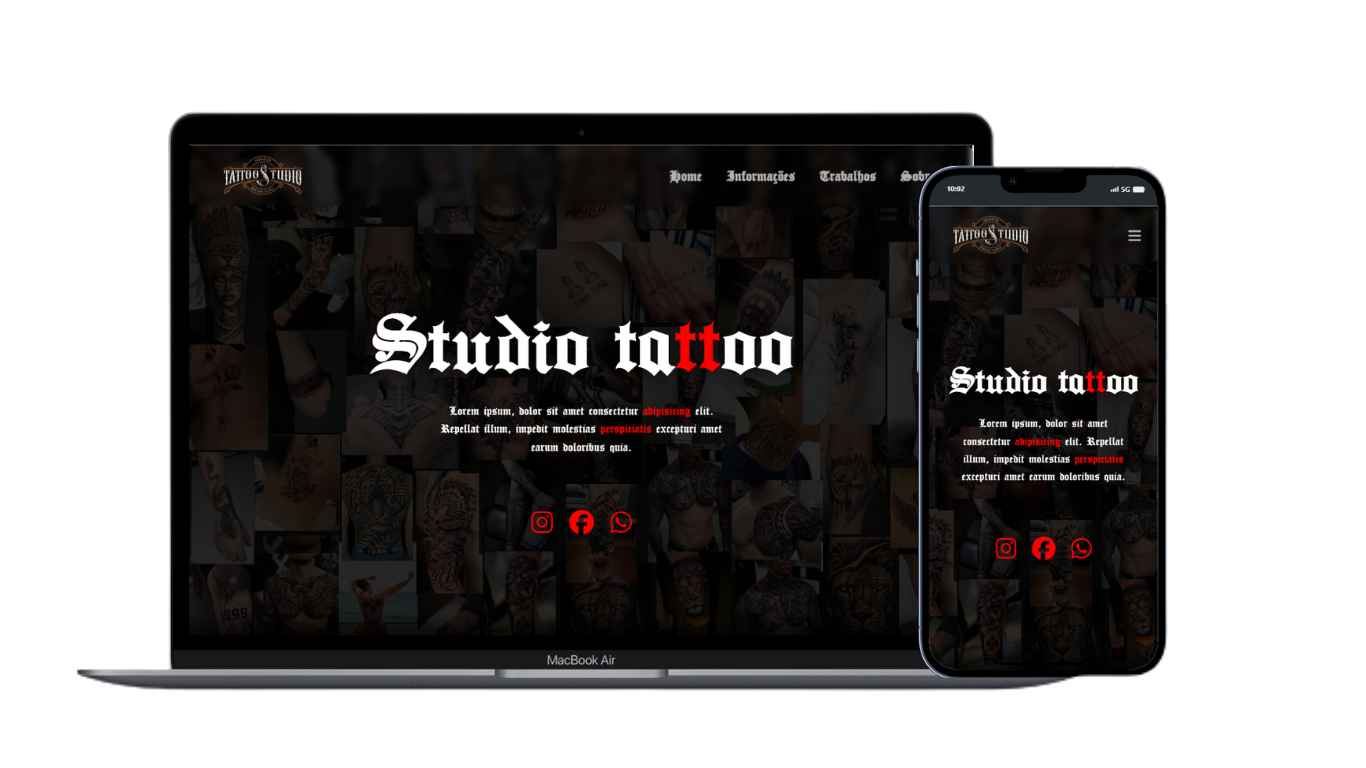 TATTOO STUDIO
Home Informações Trabalhos Sobr
Studio tattoo
Lorem ipsum, dolor sit amet consectetur adipisicing elit.
Repellat illum, impedit molestias perspiciatis excepturi amet
earum doloribus quia.
999
MacBook Air
10:02 5G
TATTOO STUDIO
Studio tattoo
Lorem ipsum, dolor sit amet
consectetur adipisicing elit. Repellat
illum, impedit molestias perspiciatis
excepturi amet earum doloribus quia.